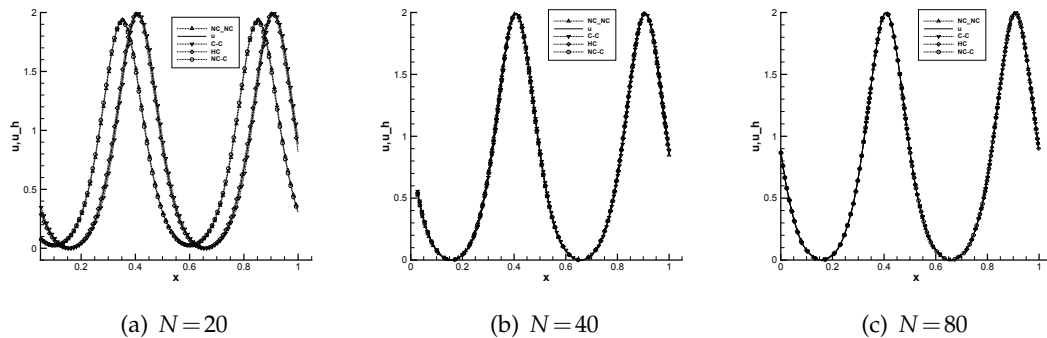 2
1.5
1
0.5
0
u,u_h
0.2
0.4
0.6
0.8
1
x
NC_NC
u
C-C
HC
NC-C
2
1.5
1
0.5
0
u,u_h
0
0.2
0.4
0.6
0.8
1
x
NC_NC
u
C-C
HC
NC-C
2
1.5
1
0.5
0
u,u_h
0
0.2
0.4
0.6
0.8
1
x
NC_NC
u
C-C
HC
NC-C
(a) N=20
(b) N=40
(c) N=80